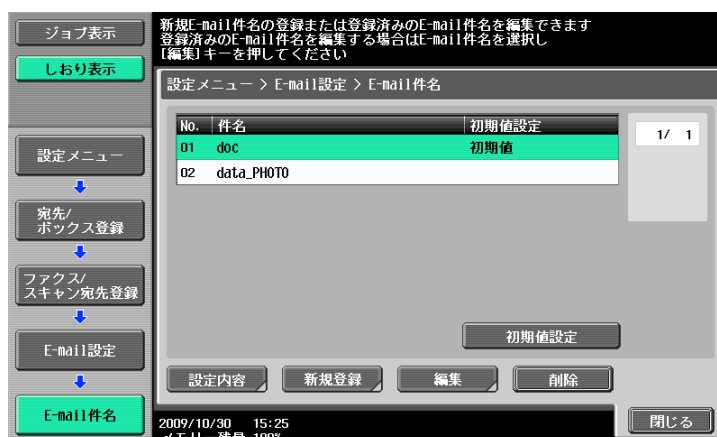 ジョブ表示
しおり表示
新規E-mail件名の登録または登録済みのE-mail件名を編集できます
登録済みのE-mail件名を編集する場合はE-mail件名を選択し
[編集]キーを押してください
設定メニュー > E-mail設定 > E-mail件名
No. 件名 初期値設定
01 doc 初期値
02 data_PHOTO
1/ 1
設定メニュー
宛先/
ボックス登録
ファクス/
スキャン宛先登録
E-mail設定
E-mail件名
初期値設定
設定内容 新規登録 編集 削除
2009/10/30 15:25
メモリー残量 100%
閉じる